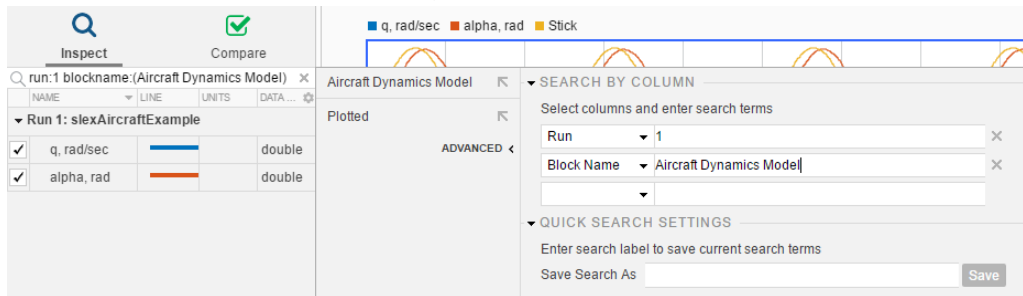 Inspect
Compare
q, rad/sec alpha, rad Stick
run:1 blockname:(Aircraft Dynamics Model)
NAME LINE UNITS DATA ...
Run 1: slexAircraftExample
q, rad/sec double
alpha, rad double
Aircraft Dynamics Model
Plotted
ADVANCED
SEARCH BY COLUMN
Select columns and enter search terms
Run 1
Block Name Aircraft Dynamics Model
QUICK SEARCH SETTINGS
Enter search label to save current search terms
Save Search As Save